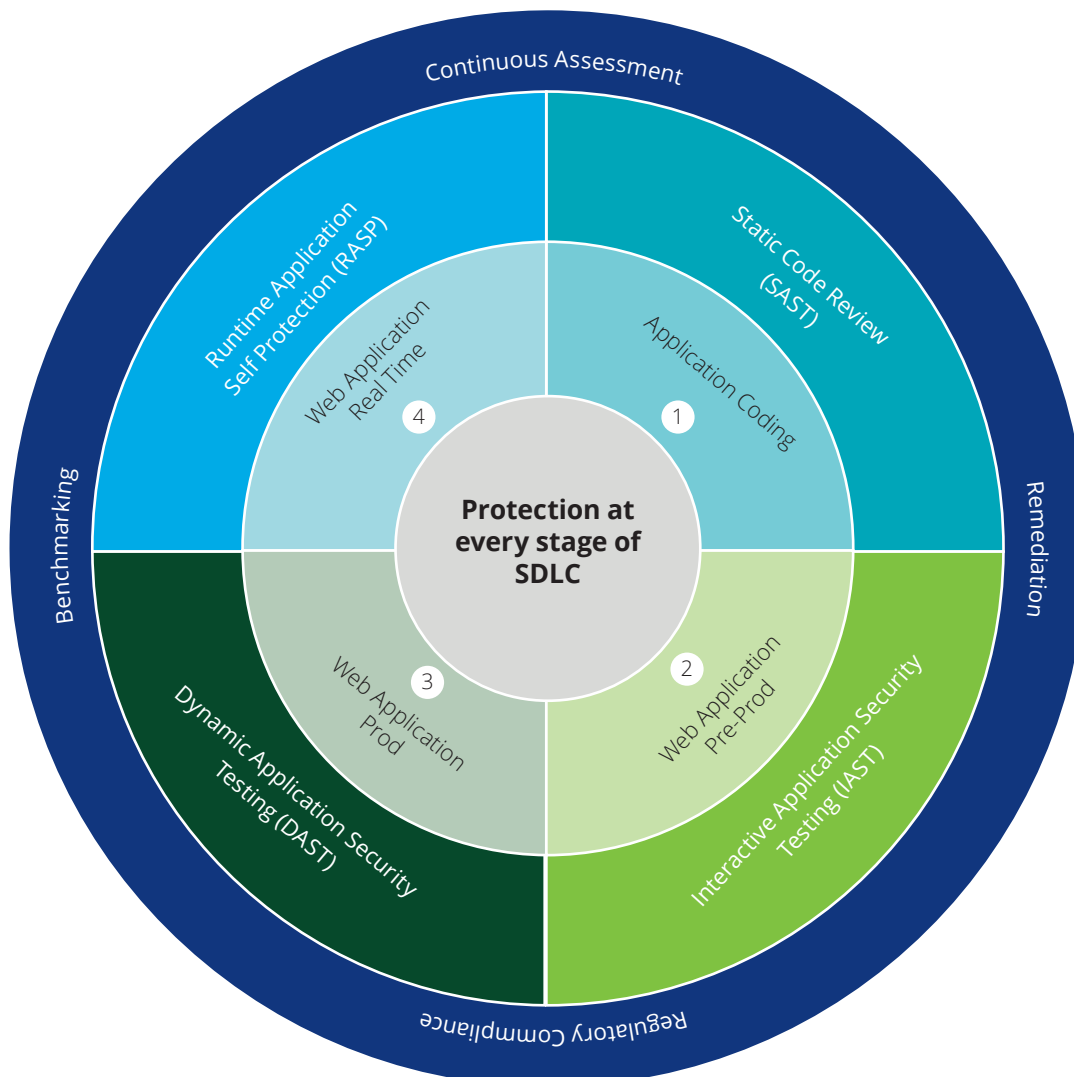 Continuous Assessment
Static Code Review
(SAST)
Application Coding
1
Remediation
Interactive Application Security
Testing (IAST)
Web Application
Pre-Prod
2
Regulatory Commpliance
Dynamic Application Security
Testing (DAST)
Web Application
Prod
3
Benchmarking
Runtime Application
Self Protection (RASP)
Web Application
Real Time
4
Protection at
every stage of
SDLC